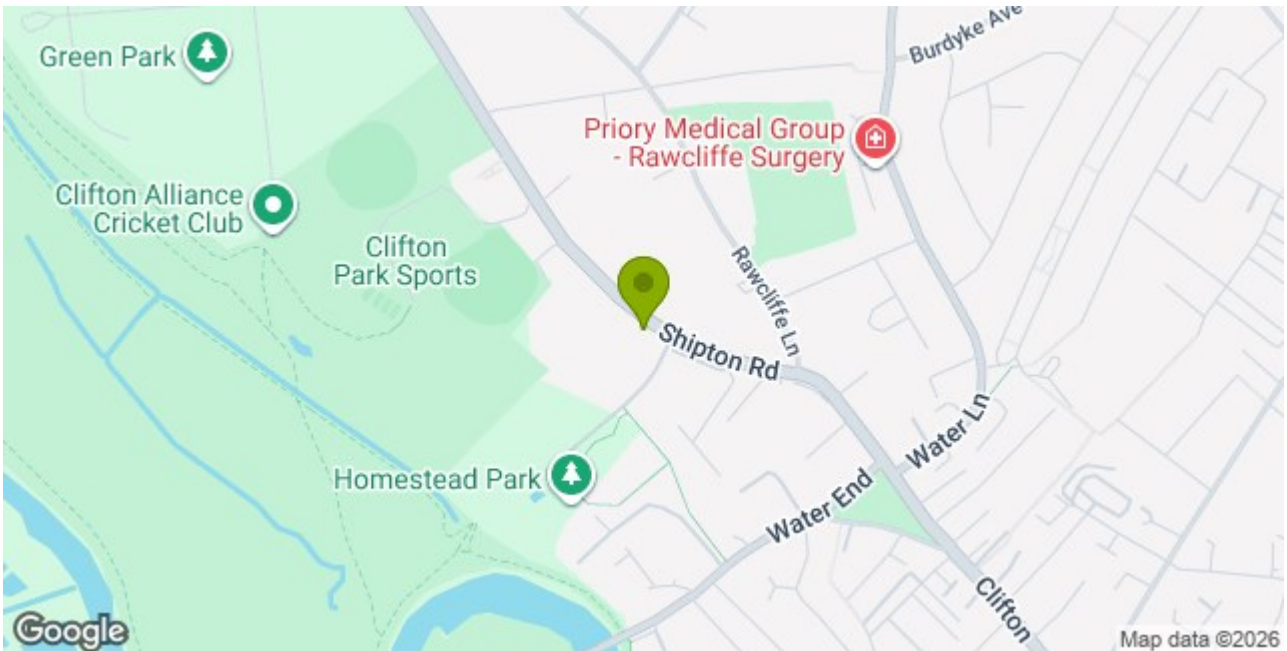 Burdyke Ave
Green Park
Priory Medical Group
- Rawcliffe Surgery
Clifton Alliance
Cricket Club
Clifton
Park Sports
Rawcliffe Ln
Shipton Rd
Water Ln
Homestead Park
Water End
Clifton
Google
Map data ©2026